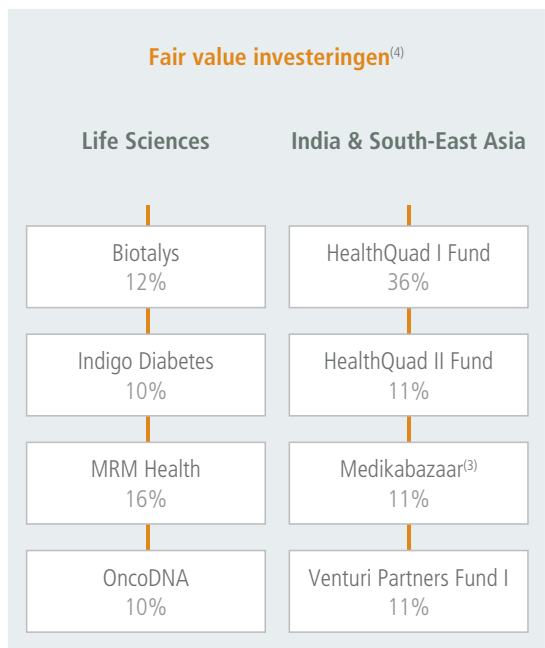 Fair value investeringen(4)
Life Sciences
Biotalys
12%
Indigo Diabetes
10%
MRM Health
16%
OncoDNA
10%
India & South-East Asia
HealthQuad I Fund
36%
HealthQuad II Fund
11%
Medikabazaar(3)
11%
Venturi Partners Fund I
11%